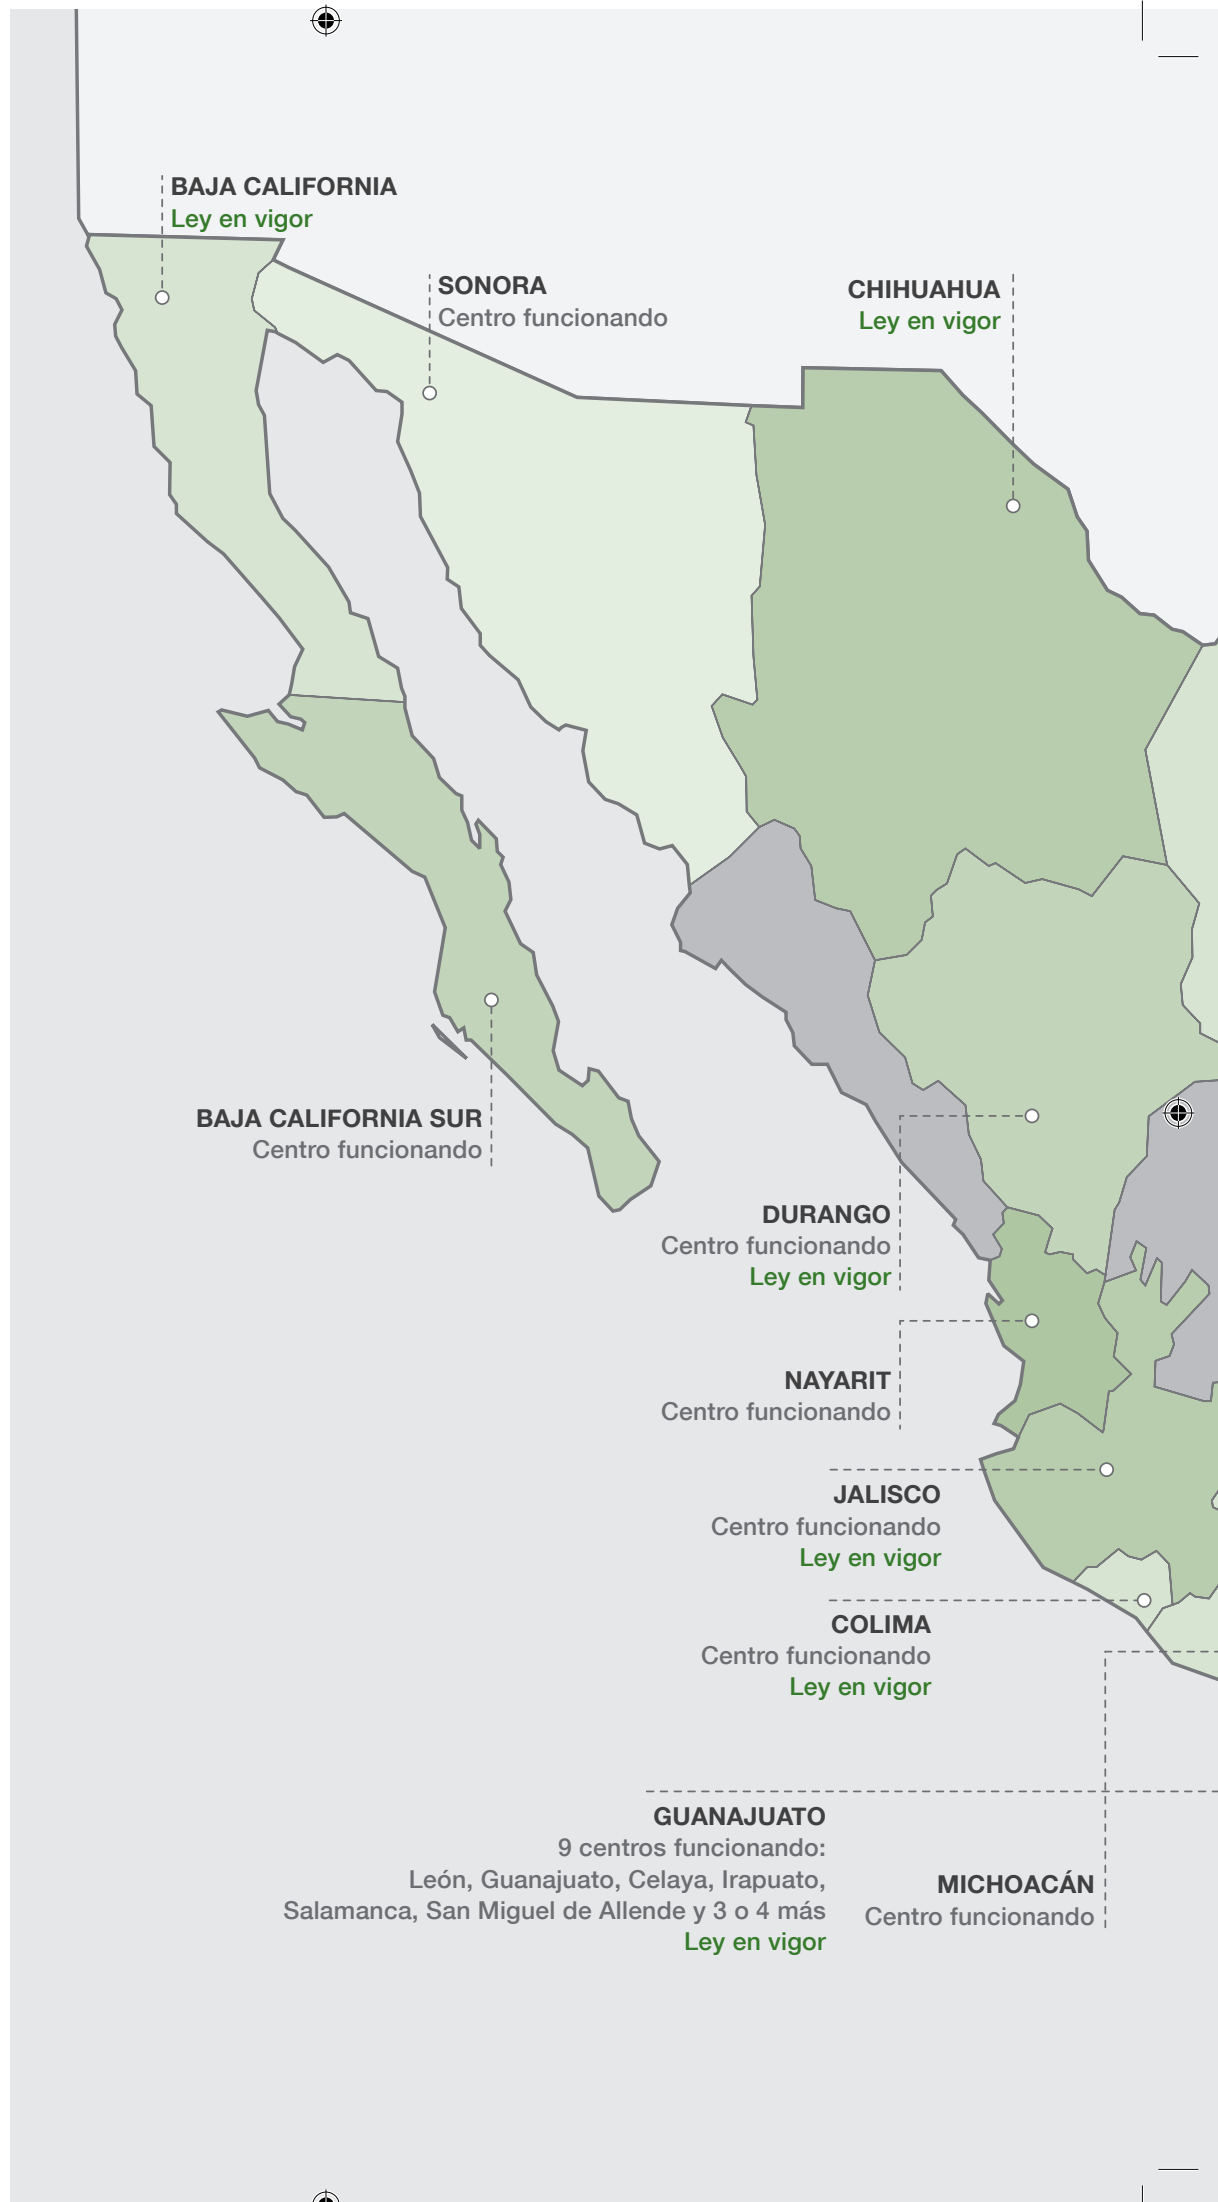 BAJA CALIFORNIA
Ley en vigor
SONORA
Centro funcionando
CHIHUAHUA
Ley en vigor
BAJA CALIFORNIA SUR
Centro funcionando
DURANGO
Centro funcionando
Ley en vigor
NAYARIT
Centro funcionando
JALISCO
Centro funcionando
Ley en vigor
COLIMA
Centro funcionando
Ley en vigor
GUANAJUATO
9 centros funcionando:
León, Guanajuato, Celaya, Irapuato,
Salamanca, San Miguel de Allende y 3 o 4 más
Ley en vigor
MICHOACÁN
Centro funcionando